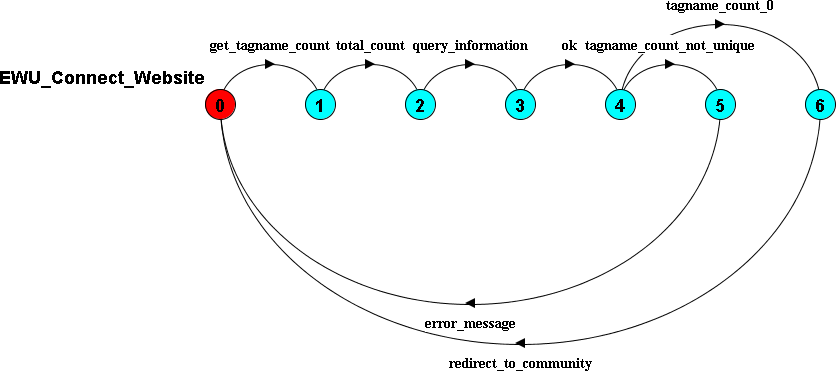 tagname_count_0
get_tagname_count total_count query_information ok tagname_count_not_unique
EWU_Connect_Website
0 1 2 3 4 5 6
error_message
redirect_to_community